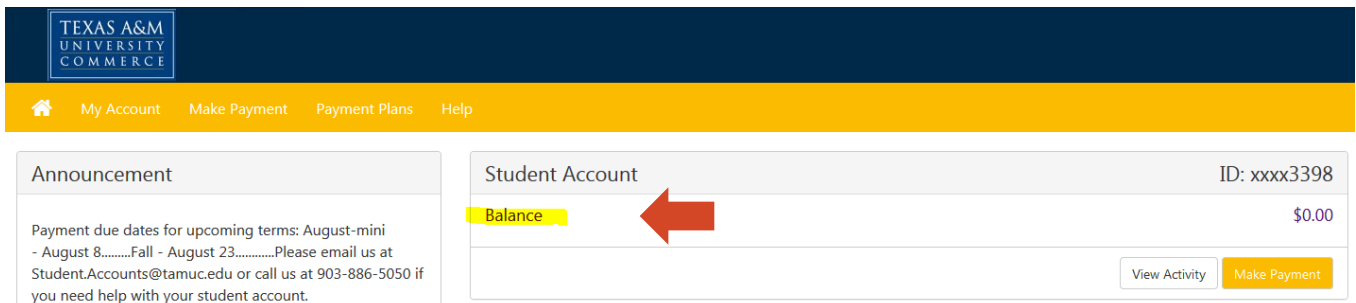 TEXAS A&M
UNIVERSITY
COMMERCE
My Account Make Payment Payment Plans Help
Announcement
Payment due dates for upcoming terms: August-mini
- August 8.........Fall - August 23............Please email us at
Student.Accounts@tamuc.edu or call us at 903-886-5050 if
you need help with your student account.
Student Account ID: xxxx3398
Balance $0.00
View Activity Make Payment